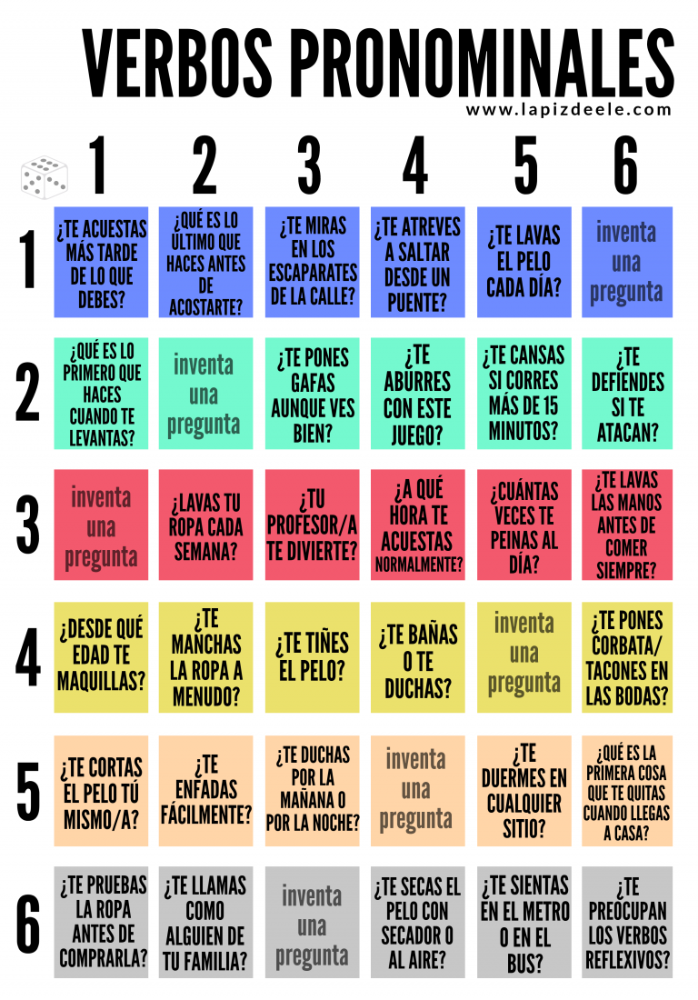 VERBOS PRONOMINALES
www.lapizdeele.com
1 2 3 4 5 6
1
¿TE ACUESTAS
MÁS TARDE
DE LO QUE
DEBES?
¿QUÉ ES LO
ÚLTIMO QUE
HACES ANTES
DE
ACOSTARTE?
¿TE MIRAS
EN LOS
ESCAPARATES
DE LA CALLE?
¿TE ATREVES
A SALTAR
DESDE UN
PUENTE?
¿TE LAVAS
EL PELO
CADA DÍA?
inventa
una
pregunta
2
¿QUÉ ES LO
PRIMERO QUE
HACES
CUANDO TE
LEVANTAS?
inventa
una
pregunta
¿TE PONES
GAFAS
AUNQUE VES
BIEN?
¿TE
ABURRES
CON ESTE
JUEGO?
¿TE CANSAS
SI CORRES
MÁS DE 15
MINUTOS?
¿TE
DEFIENDES
SI TE
ATACAN?
3
inventa
una
pregunta
¿LAVAS TU
ROPA CADA
SEMANA?
¿TU
PROFESOR/A
TE DIVIERTE?
¿A QUÉ
HORA TE
ACUESTAS
NORMALMENTE?
¿CUÁNTAS
VECES TE
PEINAS AL
DÍA?
¿TE LAVAS
LAS MANOS
ANTES DE
COMER
SIEMPRE?
4
¿DESDE QUÉ
EDAD TE
MAQUILLAS?
¿TE
MANCHAS
LA ROPA A
MENUDO?
¿TE TIÑES
EL PELO?
¿TE BAÑAS
O TE
DUCHAS?
inventa
una
pregunta
¿TE PONES
CORBATA/
TACONES EN
LAS BODAS?
5
¿TE CORTAS
EL PELO TÚ
MISMO/A?
¿TE
ENFADAS
FÁCILMENTE?
¿TE DUCHAS
POR LA
MAÑANA O
POR LA NOCHE?
inventa
una
pregunta
¿TE
DUERMES EN
CUALQUIER
SITIO?
¿QUÉ ES LA
PRIMERA COSA
QUE TE QUITAS
CUANDO LLEGAS
A CASA?
6
¿TE PRUEBAS
LA ROPA
ANTES DE
COMPRARLA?
¿TE LLAMAS
COMO
ALGUIEN DE
TU FAMILIA?
inventa
una
pregunta
¿TE SECAS EL
PELO CON
SECADOR O
AL AIRE?
¿TE SIENTAS
EN EL METRO
O EN EL
BUS?
¿TE
PREOCUPAN
LOS VERBOS
REFLEXIVOS?